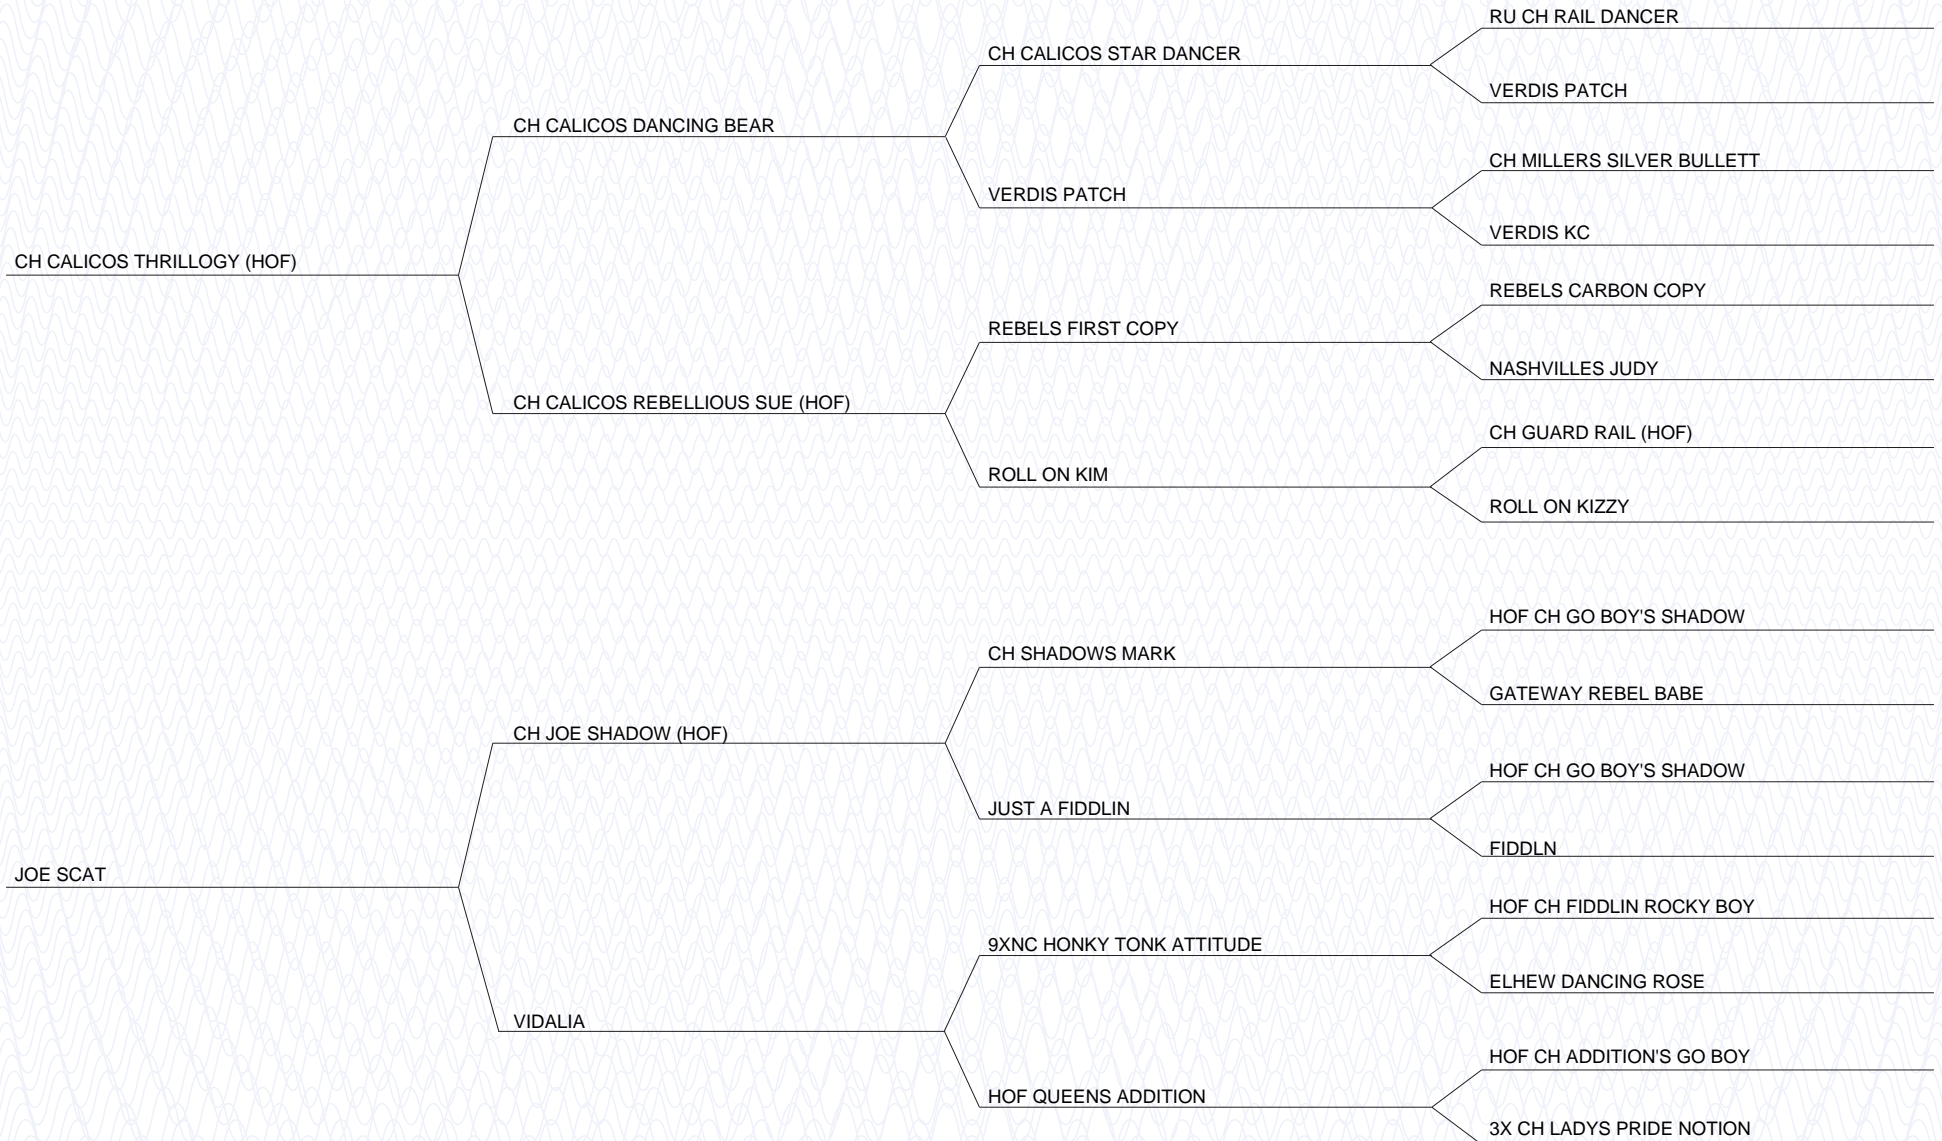 RU CH RAIL DANCER
CH CALICOS STAR DANCER
VERDIS PATCH
CH CALICOS DANCING BEAR
CH MILLERS SILVER BULLETT
VERDIS PATCH
VERDIS KC
CH CALICOS THRILLOGY (HOF)
REBELS CARBON COPY
REBELS FIRST COPY
NASHVILLES JUDY
CH CALICOS REBELLIOUS SUE (HOF)
CH GUARD RAIL (HOF)
ROLL ON KIM
ROLL ON KIZZY
HOF CH GO BOY'S SHADOW
CH SHADOWS MARK
GATEWAY REBEL BABE
CH JOE SHADOW (HOF)
HOF CH GO BOY'S SHADOW
JUST A FIDDLIN
FIDDLN
JOE SCAT
HOF CH FIDDLIN ROCKY BOY
9XNC HONKY TONK ATTITUDE
ELHEW DANCING ROSE
VIDALIA
HOF CH ADDITION'S GO BOY
HOF QUEENS ADDITION
3X CH LADYS PRIDE NOTION